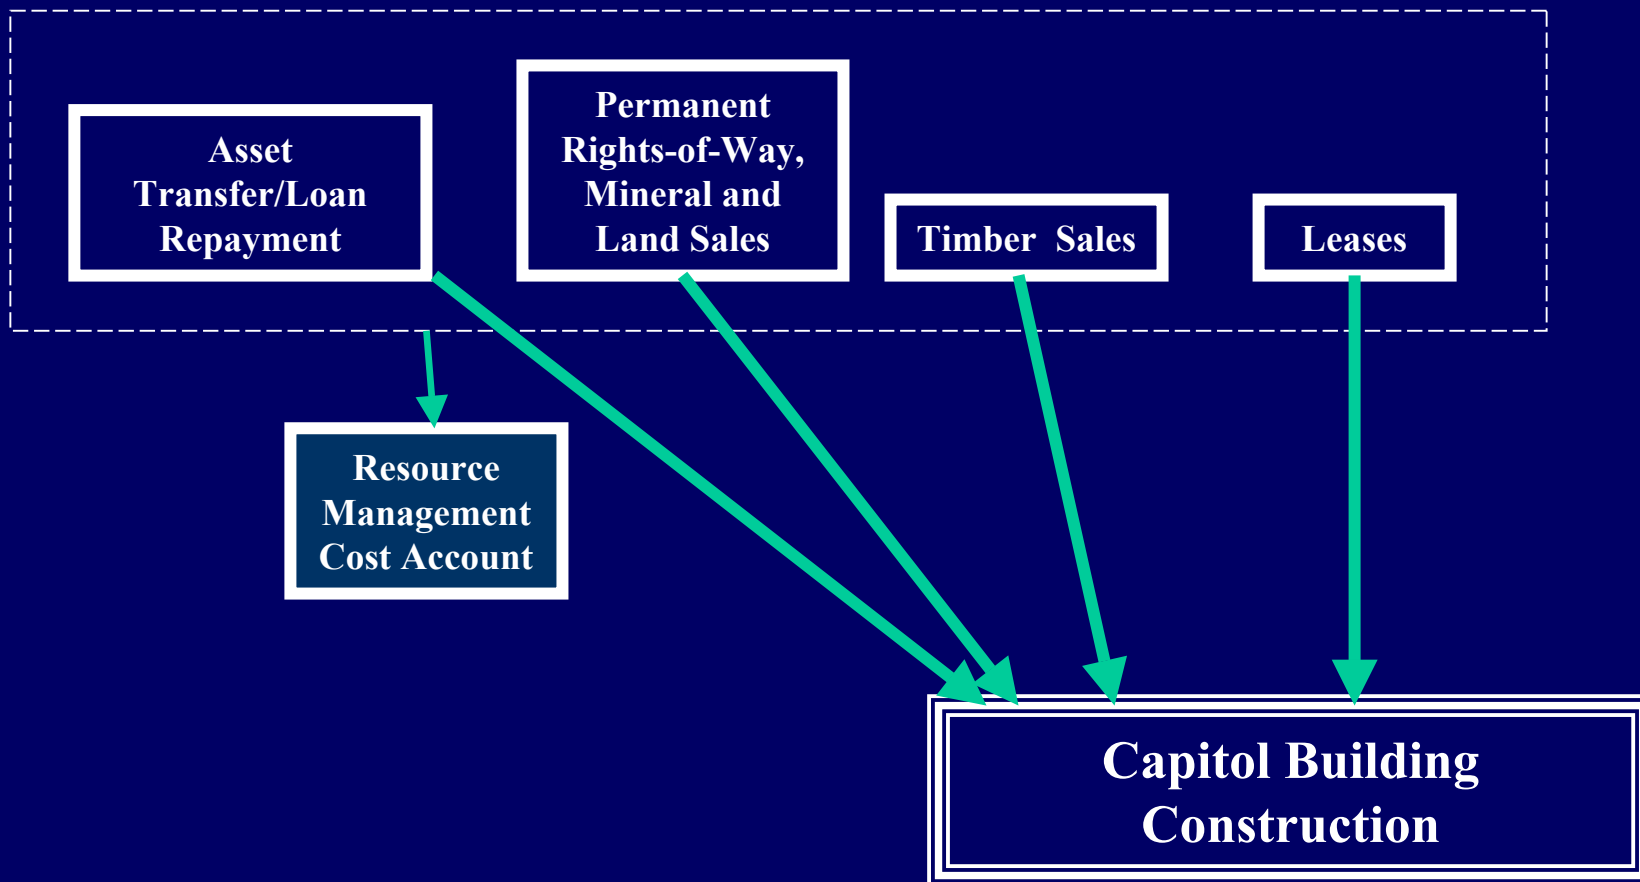 Asset
Transfer/Loan
Repayment
Permanent
Rights-of-Way,
Mineral and
Land Sales
Timber  Sales
Leases
Resource
Management
Cost Account
Capitol Building
Construction